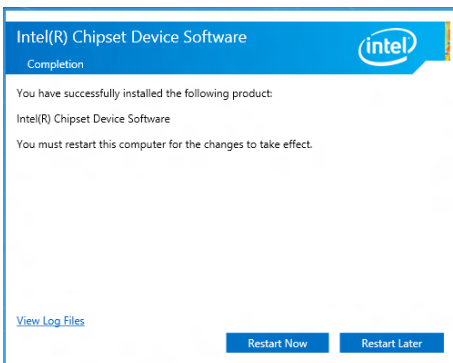 Intel(R) Chipset Device Software
intel
Completion
You have successfully installed the following product:
Intel(R) Chipset Device Software
You must restart this computer for the changes to take effect.
View Log Files
Restart Now
Restart Later